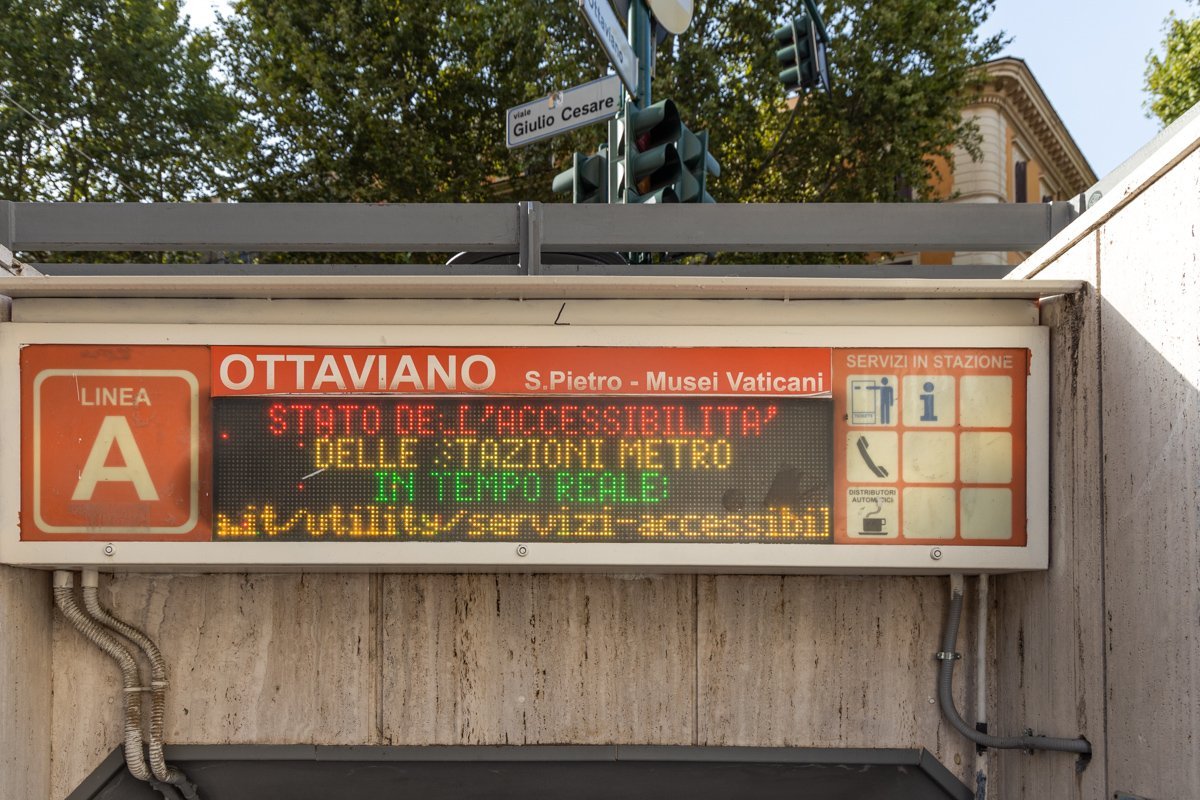 Ottaviano
viale
Giulio Cesare
LINEA
A
OTTAVIANO S.Pietro - Musei Vaticani
STATO DELL'ACCESSIBILITA'
DELLE STAZIONI METRO
IN TEMPO REALE:
.it/utility/servizi-accessibil
SERVIZI IN STAZIONE
i
DISTRIBUTORI
AUTOMATICI